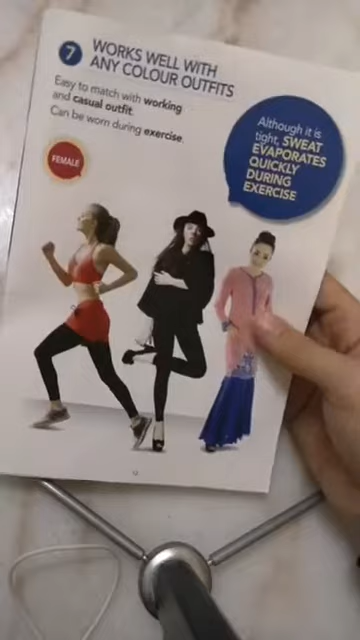 7 WORKS WELL WITH
ANY COLOUR OUTFITS
Easy to match with working
and casual outfit.
Can be worn during exercise.
FEMALE
Although it is
tight, SWEAT
EVAPORATES
QUICKLY
DURING
EXERCISE